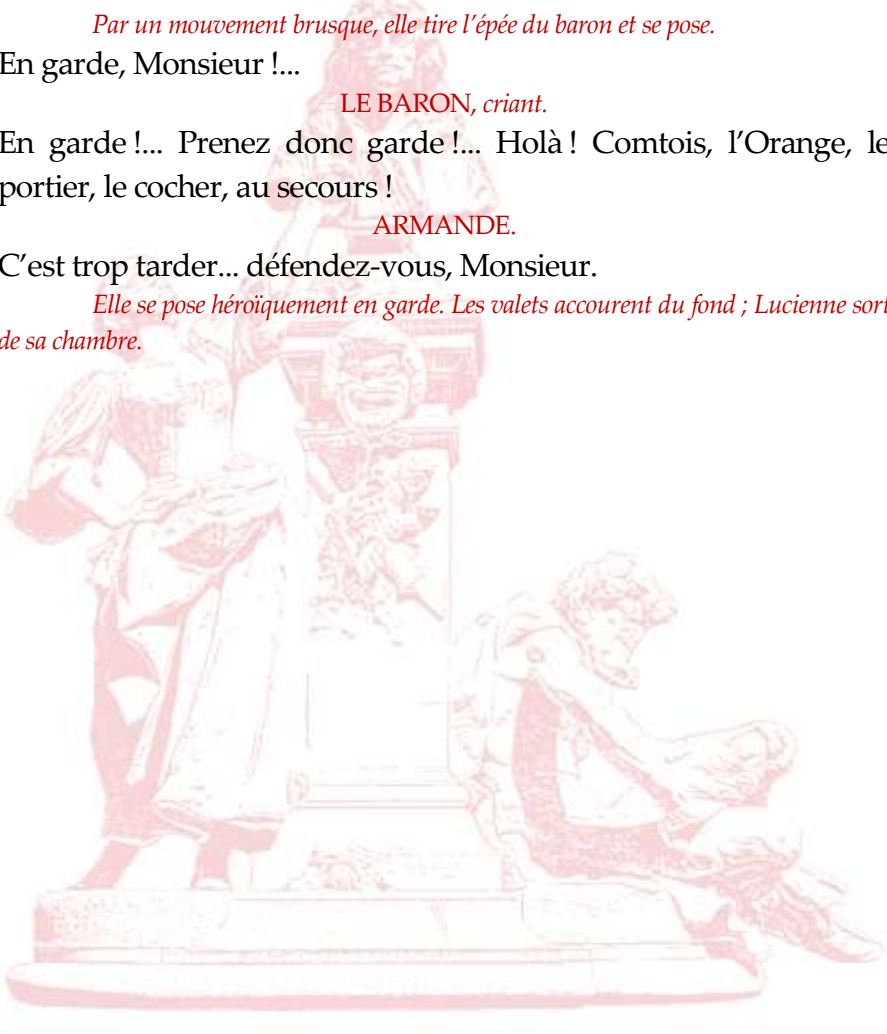 Par un mouvement brusque, elle tire l’épée du baron et se pose.
En garde, Monsieur !...
LE BARON, criant.
En garde !... Prenez donc garde !... Holà ! Comtois, l’Orange, le
portier, le cocher, au secours !
ARMANDE.
C’est trop tarder... défendez-vous, Monsieur.
Elle se pose héroïquement en garde. Les valets accourent du fond ; Lucienne sort
de sa chambre.